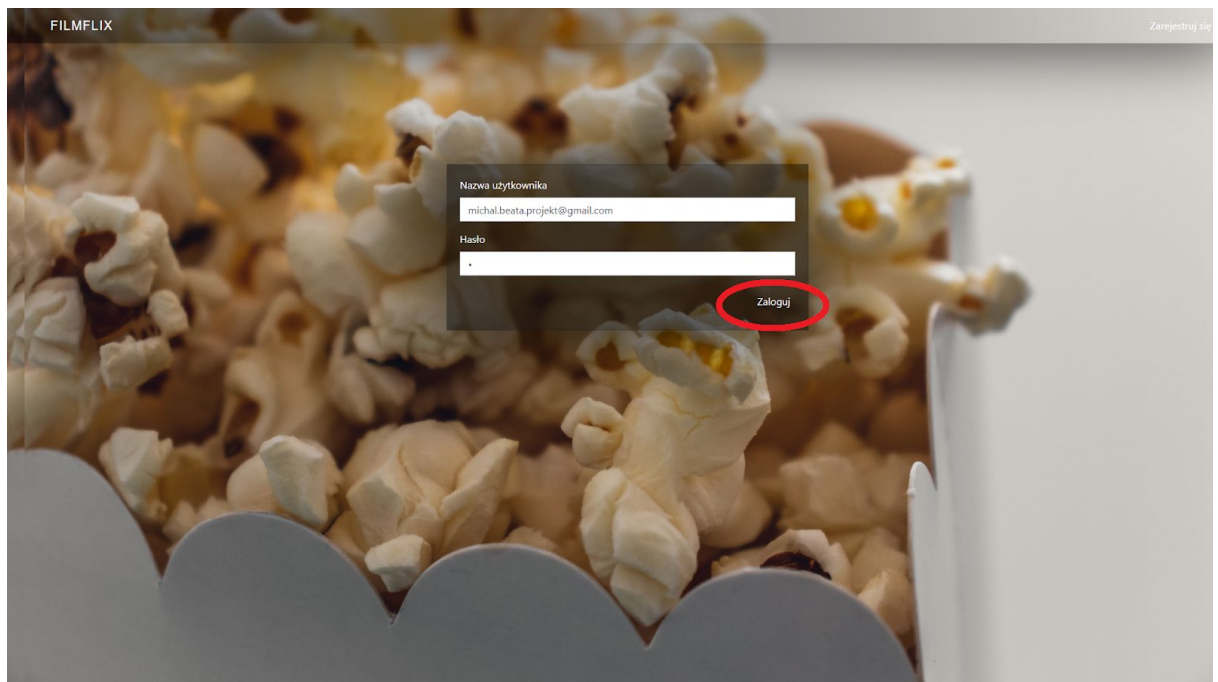 FILMFLIX
Zarejestruj się
Nazwa użytkownika
michal.beata.projekt@gmail.com
Hasło
Zaloguj